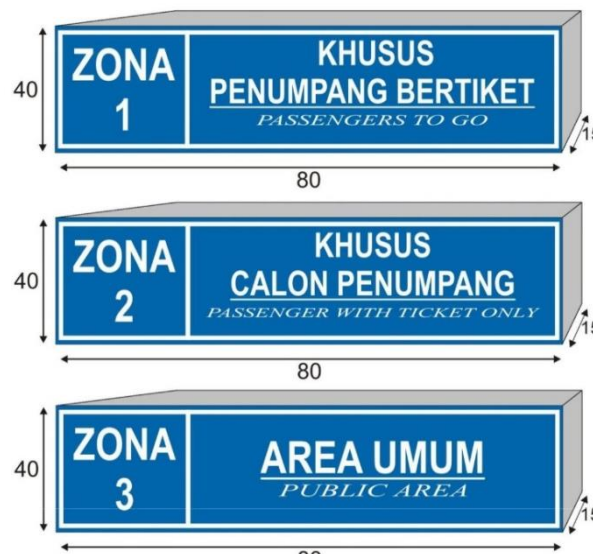 40
ZONA
1
KHUSUS
PENUMPANG BERTIKET
PASSENGERS TO GO
15
80
40
ZONA
2
KHUSUS
CALON PENUMPANG
PASSENGER WITH TICKET ONLY
15
80
40
ZONA
3
AREA UMUM
PUBLIC AREA
15